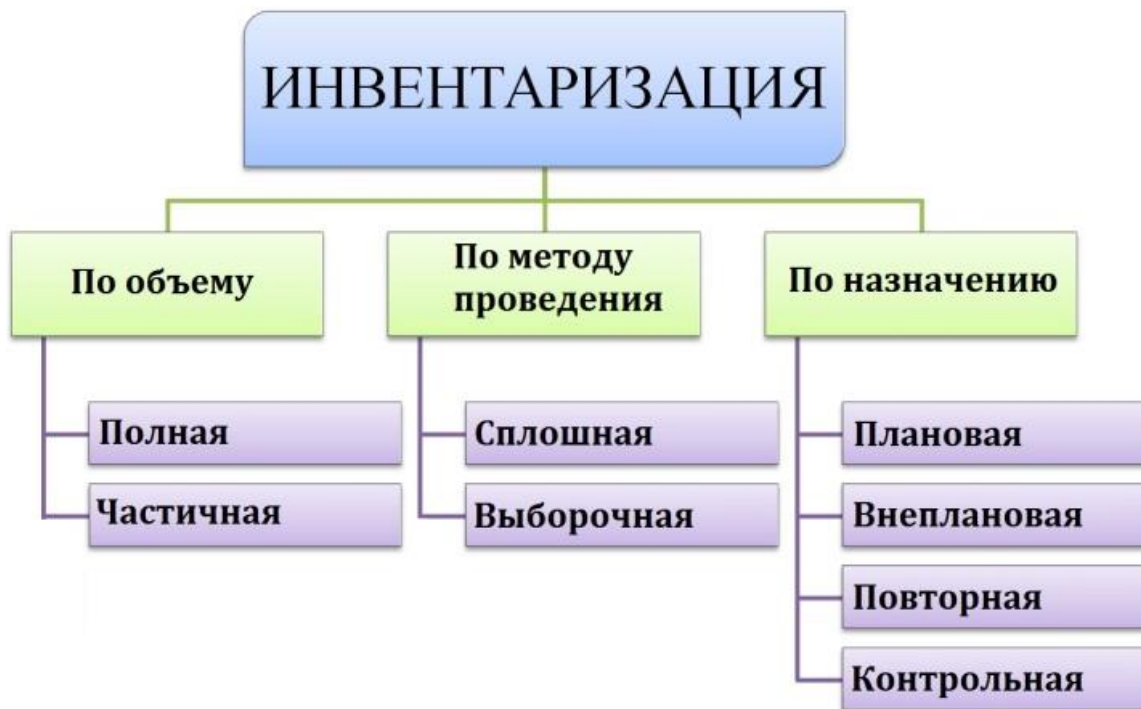 ИНВЕНТАРИЗАЦИЯ
По объему
Полная
Частичная
По методу
проведения
Сплошная
Выборочная
По назначению
Плановая
Внеплановая
Повторная
Контрольная